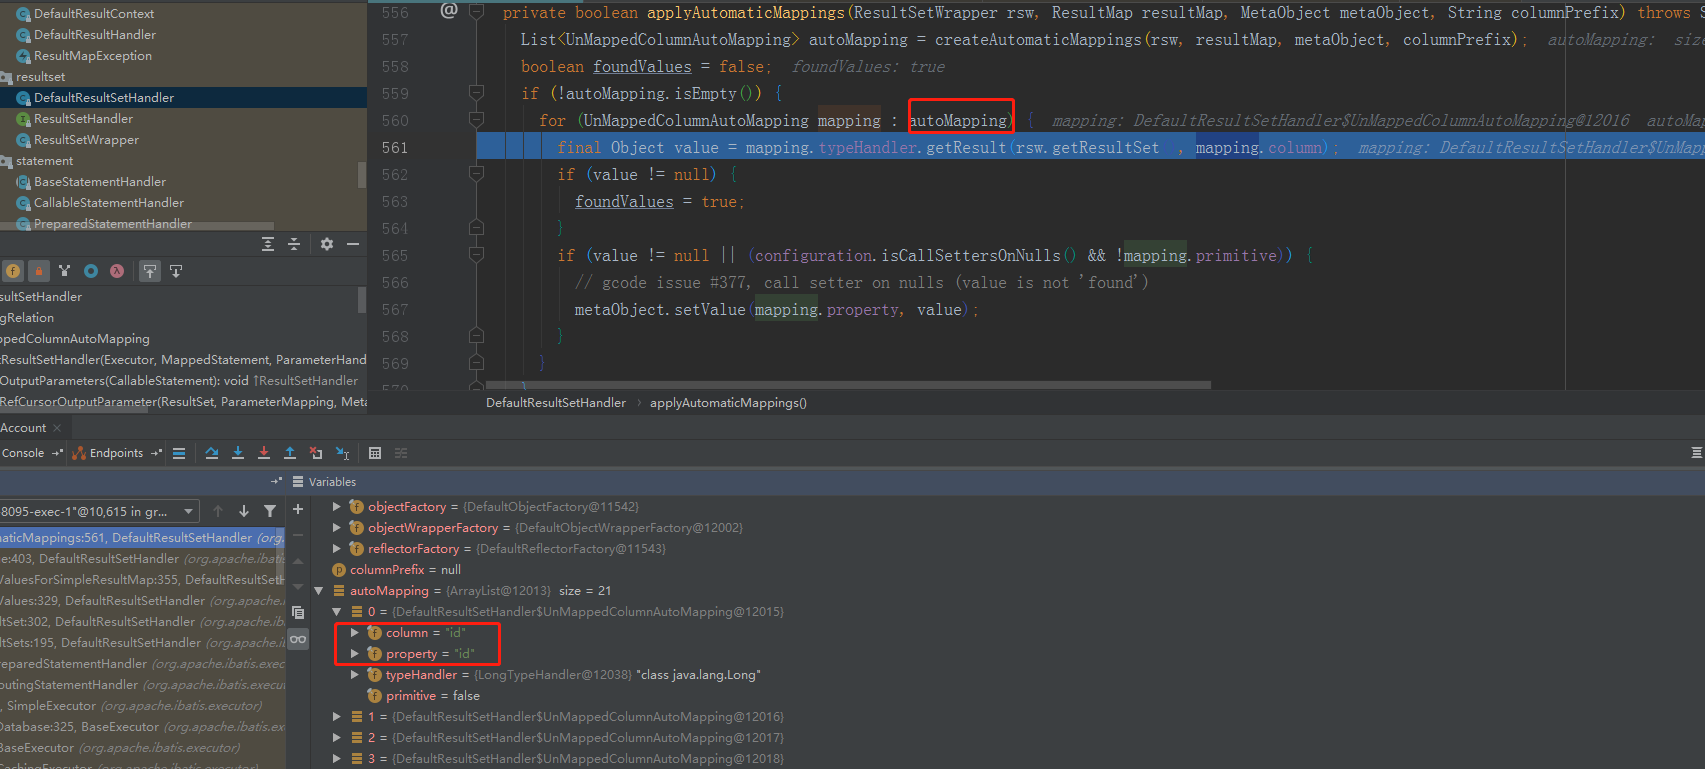 DefaultResultContext
DefaultResultHandler
ResultMapException
resultset
DefaultResultSetHandler
ResultSetHandler
ResultSetWrapper
statement
BaseStatementHandler
CallableStatementHandler
PreparedStatementHandler
sultSetHandler
gRelation
ppedColumnAutoMapping
tResultSetHandler(Executor, MappedStatement, ParameterHand
OutputParameters(CallableStatement): void ↑ResultSetHandler
RefCursorOutputParameter(ResultSet, ParameterMapping, Meta
556 @ private boolean applyAutomaticMappings(ResultSetWrapper rsw, ResultMap resultMap, MetaObject metaObject, String columnPrefix) throws S
557 List<UnMappedColumnAutoMapping> autoMapping = createAutomaticMappings(rsw, resultMap, metaObject, columnPrefix); autoMapping: size
558 boolean foundValues = false; foundValues: true
559 if (!autoMapping.isEmpty()) {
560 for (UnMappedColumnAutoMapping mapping : autoMapping) { mapping: DefaultResultSetHandler$UnMappedColumnAutoMapping@12016 autoMap
561 final Object value = mapping.typeHandler.getResult(rsw.getResultSet , mapping.column); mapping: DefaultResultSetHandler$UnMapp
562 if (value != null) {
563 foundValues = true;
564 }
565 if (value != null || (configuration.isCallSettersOnNulls() && !mapping.primitive)) {
566 // gcode issue #377, call setter on nulls (value is not 'found')
567 metaObject.setValue(mapping.property, value);
568 }
569 }
570 }
DefaultResultSetHandler › applyAutomaticMappings()
Account ×
Console Endpoints
Variables
-8095-exec-1"@10,615 in gr...
aticMappings:561, DefaultResultSetHandler (org.
e:403, DefaultResultSetHandler (org.apache.ibatis
ValuesForSimpleResultMap:355, DefaultResultSetH
Values:329, DefaultResultSetHandler (org.apache.
ltSet:302, DefaultResultSetHandler (org.apache.ib
ltSets:195, DefaultResultSetHandler (org.apache.i
reparedStatementHandler (org.apache.ibatis.exec
outingStatementHandler (org.apache.ibatis.execu
, SimpleExecutor (org.apache.ibatis.executor)
Database:325, BaseExecutor (org.apache.ibatis.ex
BaseExecutor (org.apache.ibatis.executor)
CachingExecutor (org.apache.ibatis.executor)
objectFactory = {DefaultObjectFactory@11542}
objectWrapperFactory = {DefaultObjectWrapperFactory@12002}
reflectorFactory = {DefaultReflectorFactory@11543}
columnPrefix = null
autoMapping = {ArrayList@12013} size = 21
0 = {DefaultResultSetHandler$UnMappedColumnAutoMapping@12015}
column = "id"
property = "id"
typeHandler = {LongTypeHandler@12038} "class java.lang.Long"
primitive = false
1 = {DefaultResultSetHandler$UnMappedColumnAutoMapping@12016}
2 = {DefaultResultSetHandler$UnMappedColumnAutoMapping@12017}
3 = {DefaultResultSetHandler$UnMappedColumnAutoMapping@12018}